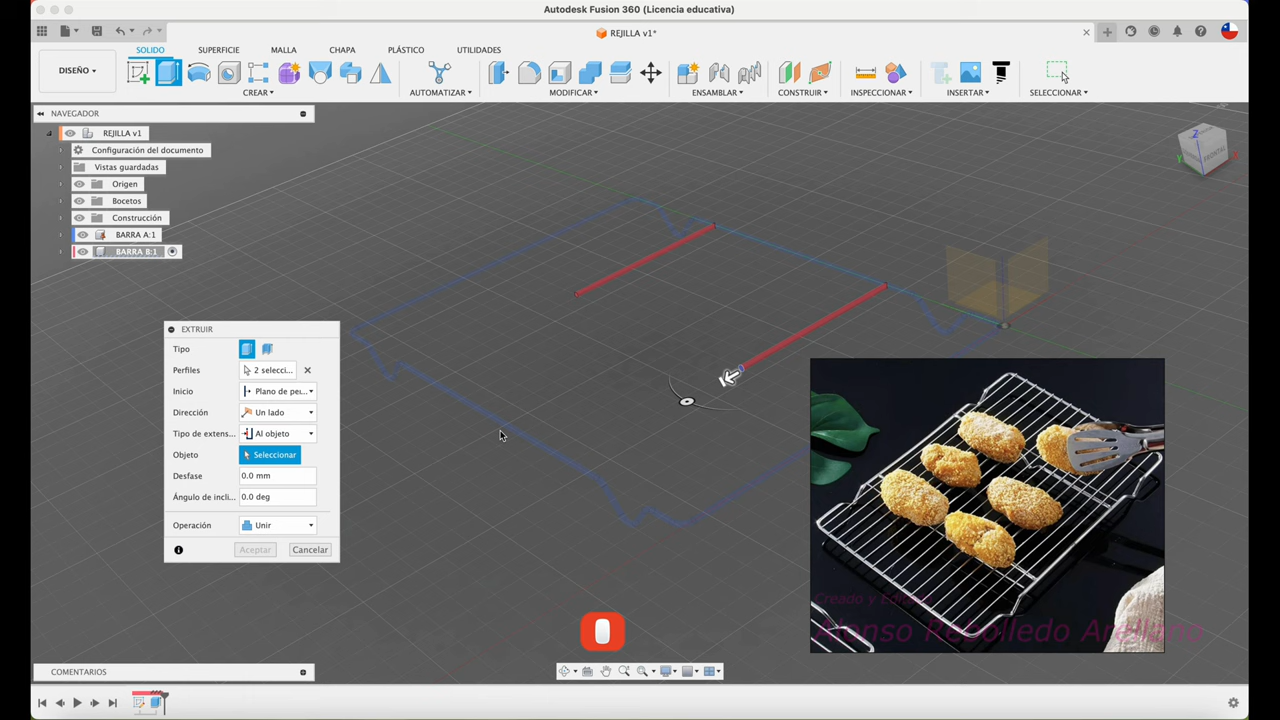 Autodesk Fusion 360 (Licencia educativa)
REJILLA v1*
DISEÑO
SOLIDO
SUPERFICIE
MALLA
CHAPA
PLÁSTICO
UTILIDADES
CREAR
AUTOMATIZAR
MODIFICAR
ENSAMBLAR
CONSTRUIR
INSPECCIONAR
INSERTAR
SELECCIONAR
NAVEGADOR
REJILLA v1
Configuración del documento
Vistas guardadas
Origen
Bocetos
Construcción
BARRA A:1
BARRA B:1
Z
Y
X
FRONTAL
EXTRUIR
Tipo
Perfiles
2 selecci...
Inicio
Plano de pe...
Dirección
Un lado
Tipo de extens...
Al objeto
Objeto
Seleccionar
Desfase
0.0 mm
Ángulo de incli...
0.0 deg
Operación
Unir
Aceptar
Cancelar
Alonso Rebolledo Arellano
COMENTARIOS